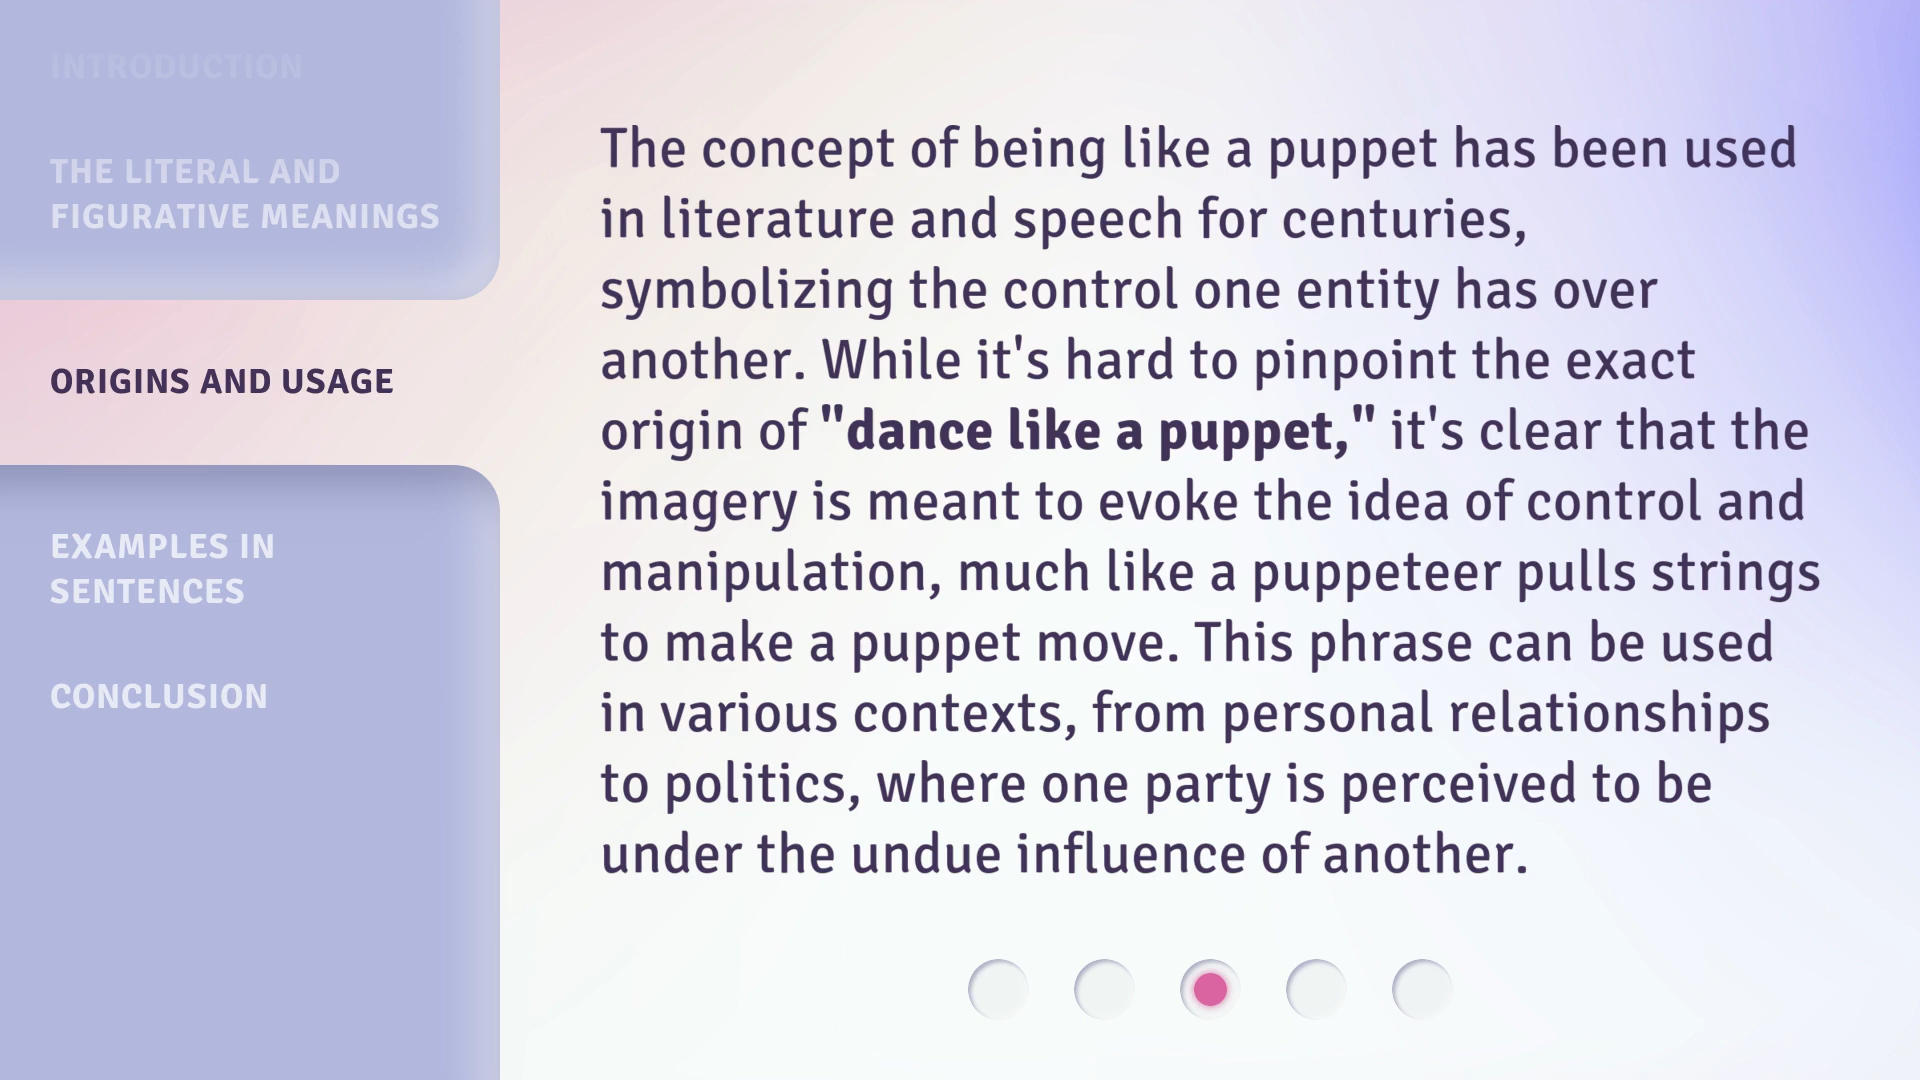 INTRODUCTION
THE LITERAL AND
FIGURATIVE MEANINGS
ORIGINS AND USAGE
EXAMPLES IN
SENTENCES
CONCLUSION
The concept of being like a puppet has been used
in literature and speech for centuries,
symbolizing the control one entity has over
another. While it's hard to pinpoint the exact
origin of "dance like a puppet," it's clear that the
imagery is meant to evoke the idea of control and
manipulation, much like a puppeteer pulls strings
to make a puppet move. This phrase can be used
in various contexts, from personal relationships
to politics, where one party is perceived to be
under the undue influence of another.